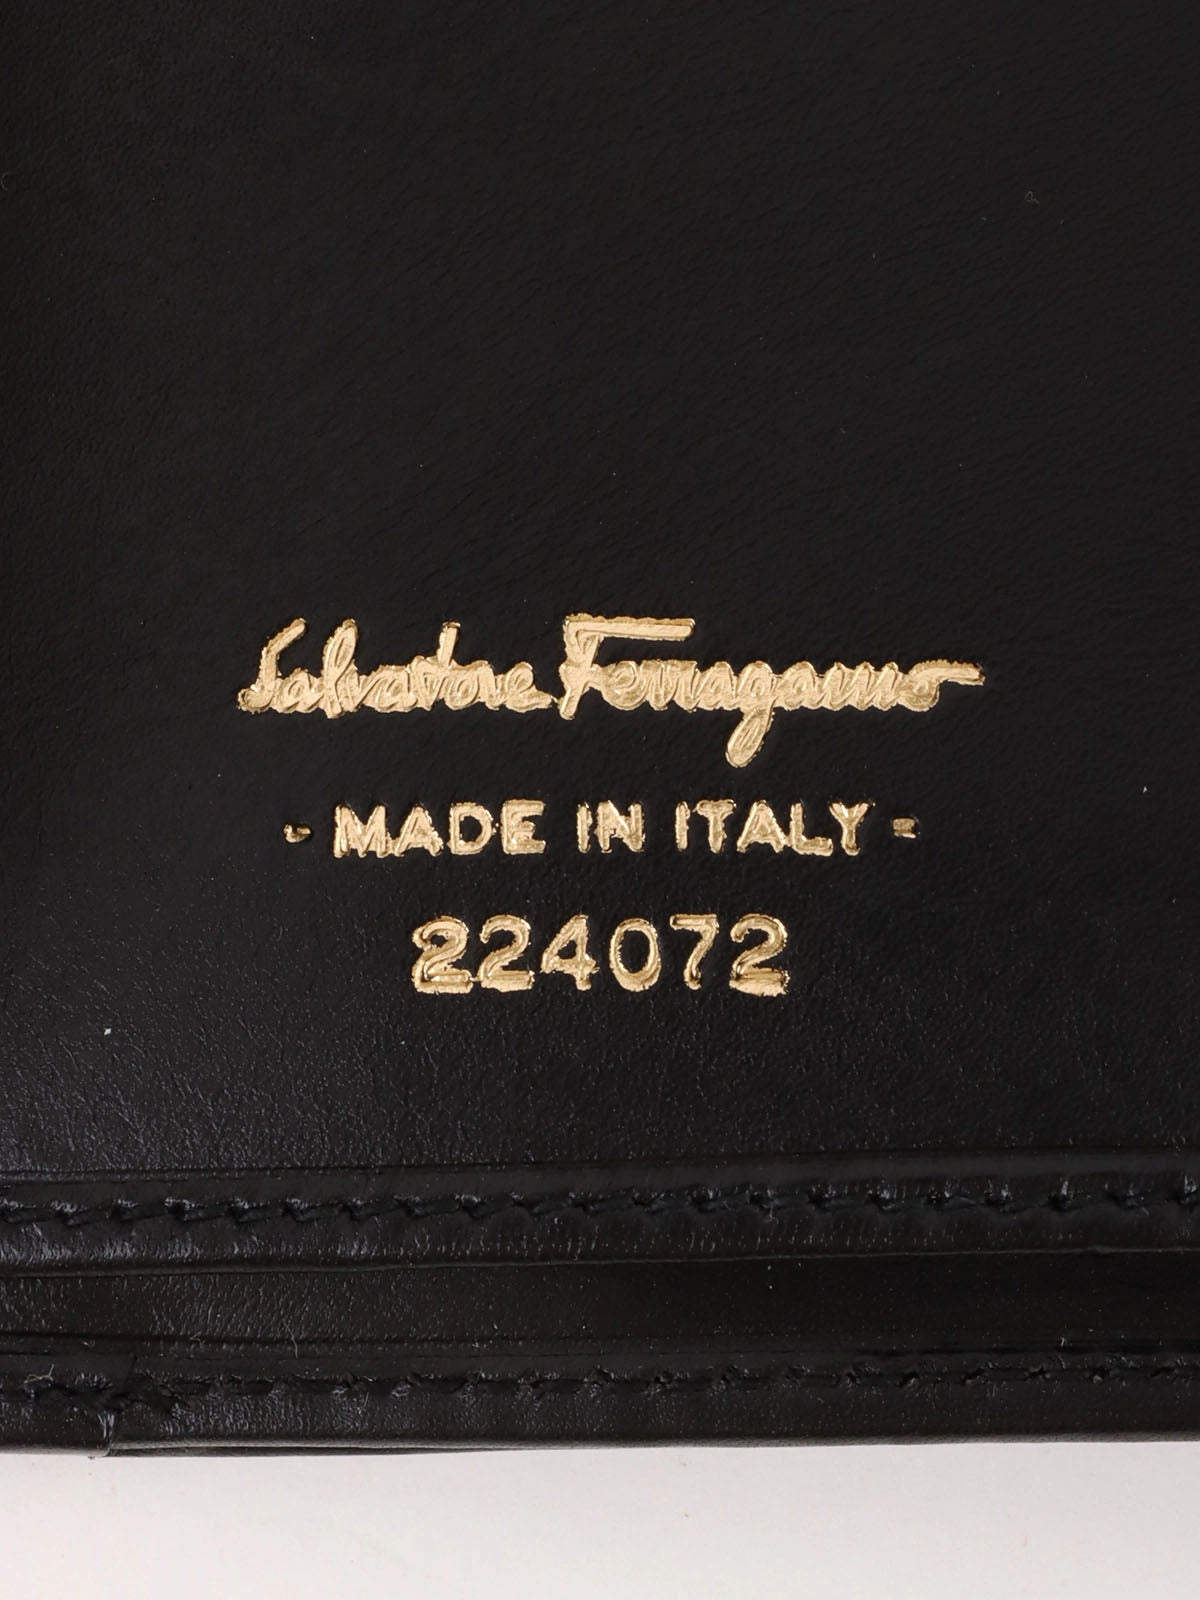 Salvatore Ferragamo
- MADE IN ITALY -
224072